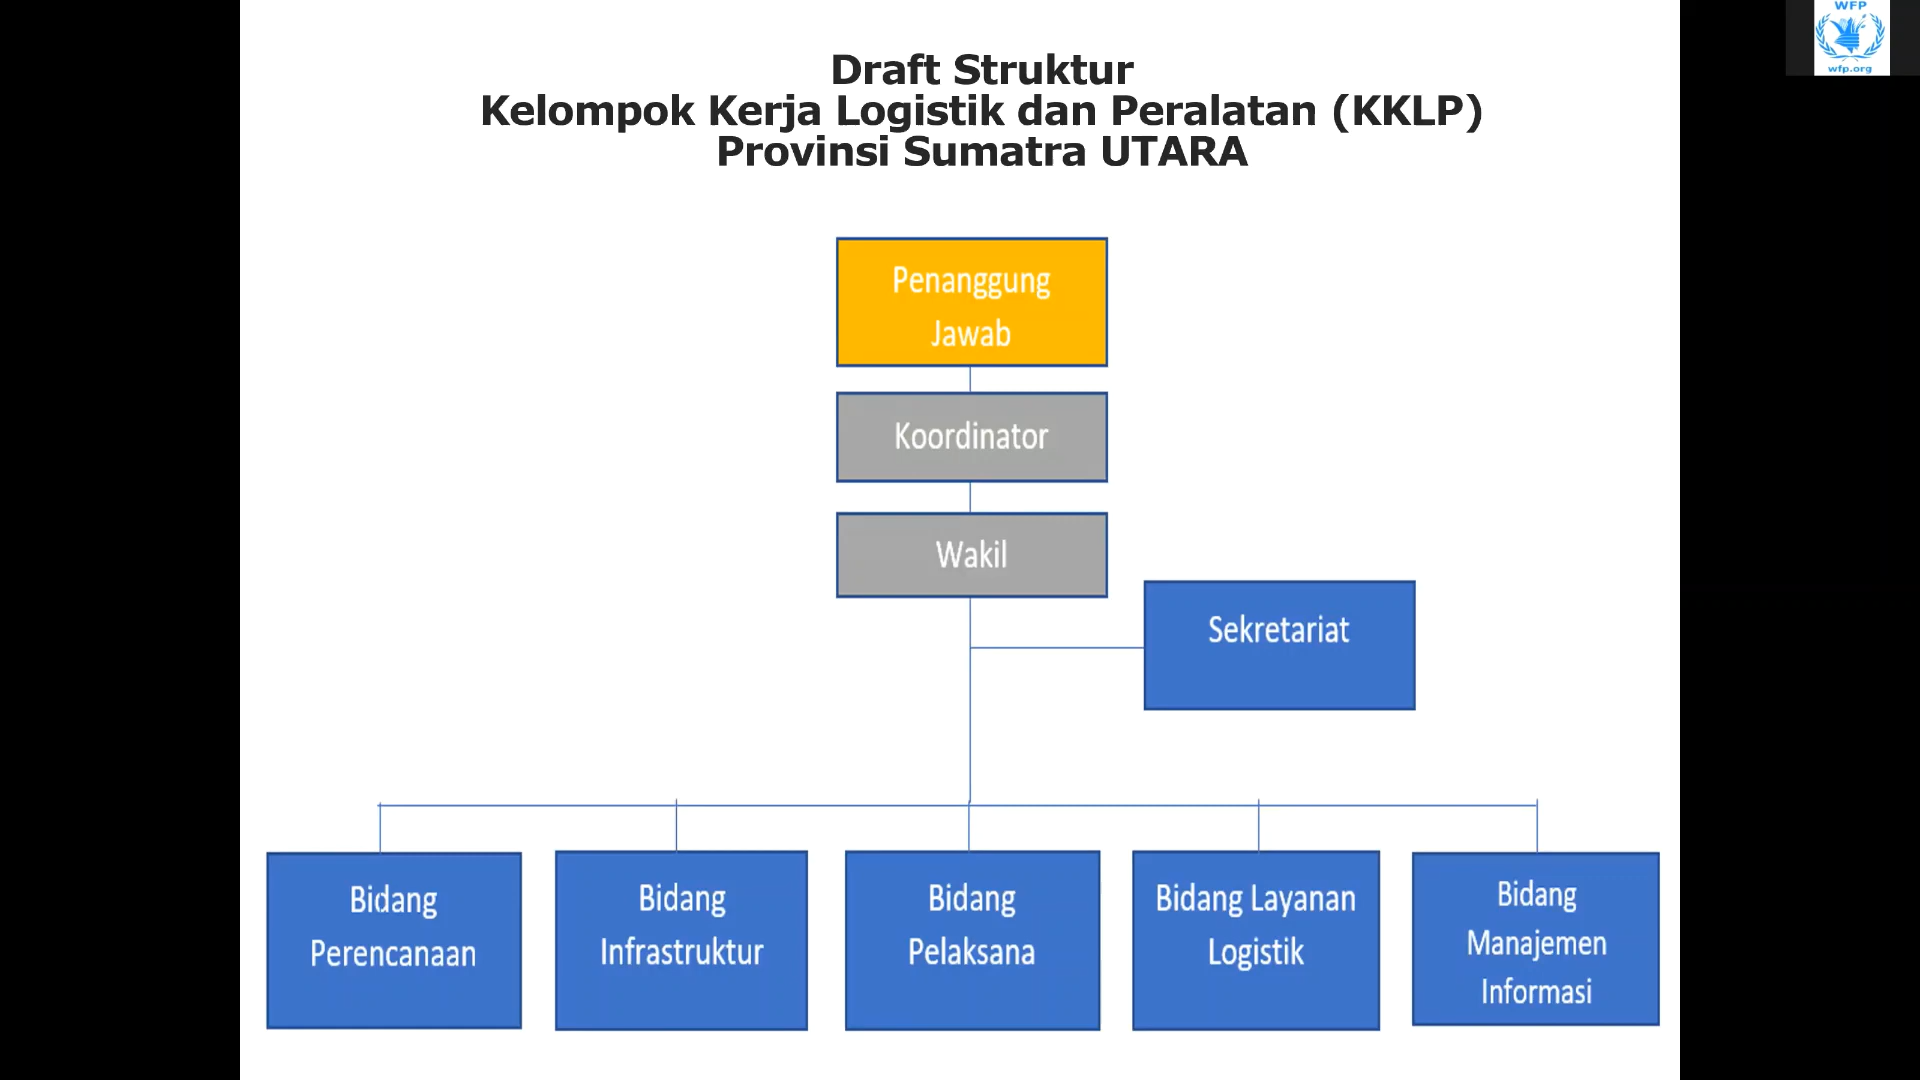 WFP
wfp.org
Draft Struktur
Kelompok Kerja Logistik dan Peralatan (KKLP)
Provinsi Sumatra UTARA
Penanggung
Jawab
Koordinator
Wakil
Sekretariat
Bidang
Perencanaan
Bidang
Infrastruktur
Bidang
Pelaksana
Bidang Layanan
Logistik
Bidang
Manajemen
Informasi